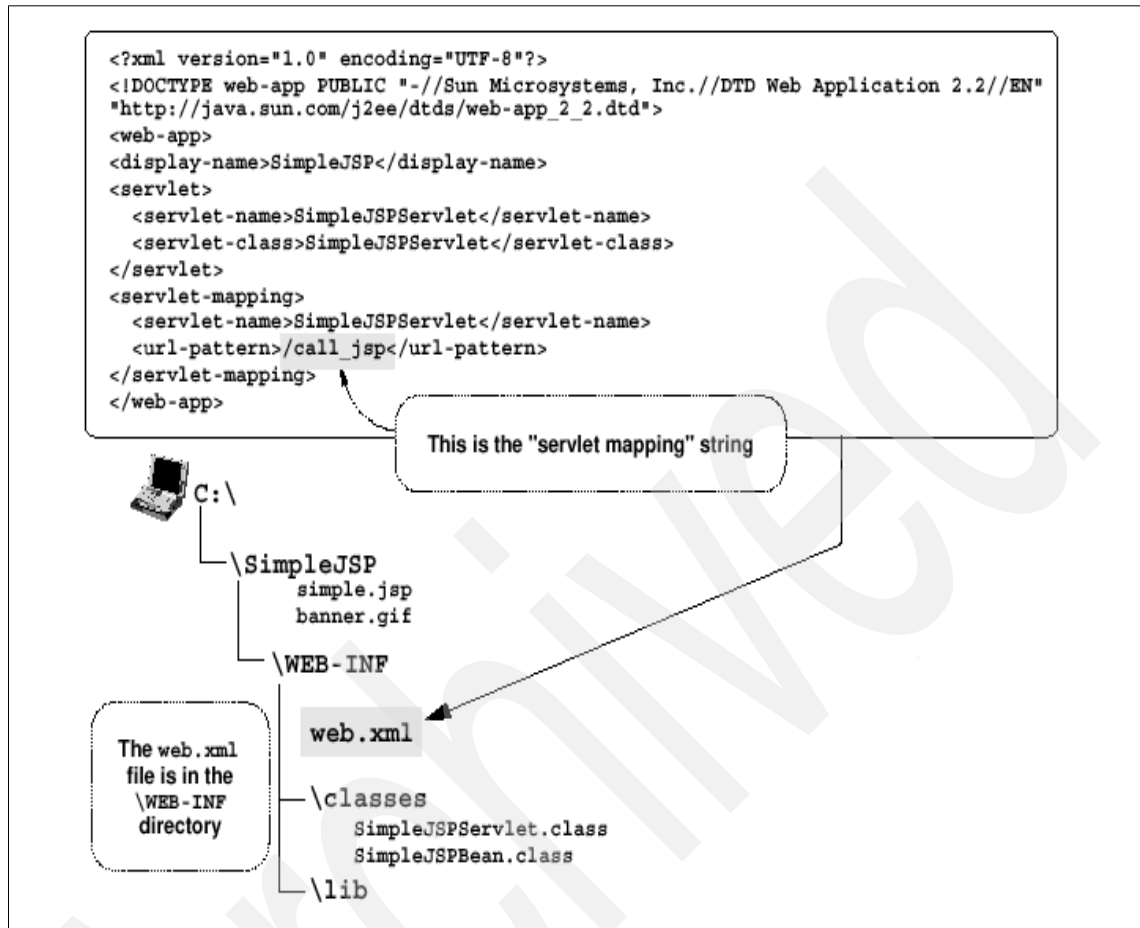 <?xml version="1.0" encoding="UTF-8"?>
<!DOCTYPE web-app PUBLIC "-//Sun Microsystems, Inc.//DTD Web Application 2.2//EN"
"http://java.sun.com/j2ee/dtds/web-app_2_2.dtd">
<web-app>
<display-name>SimpleJSP</display-name>
<servlet>
  <servlet-name>SimpleJSPServlet</servlet-name>
  <servlet-class>SimpleJSPServlet</servlet-class>
</servlet>
<servlet-mapping>
  <servlet-name>SimpleJSPServlet</servlet-name>
  <url-pattern>/call_jsp</url-pattern>
</servlet-mapping>
</web-app>
This is the "servlet mapping" string
C:\
\SimpleJSP
simple.jsp
banner.gif
\WEB-INF
web.xml
The web.xml
file is in the
\WEB-INF
directory
\classes
SimpleJSPServlet.class
SimpleJSPBean.class
\lib